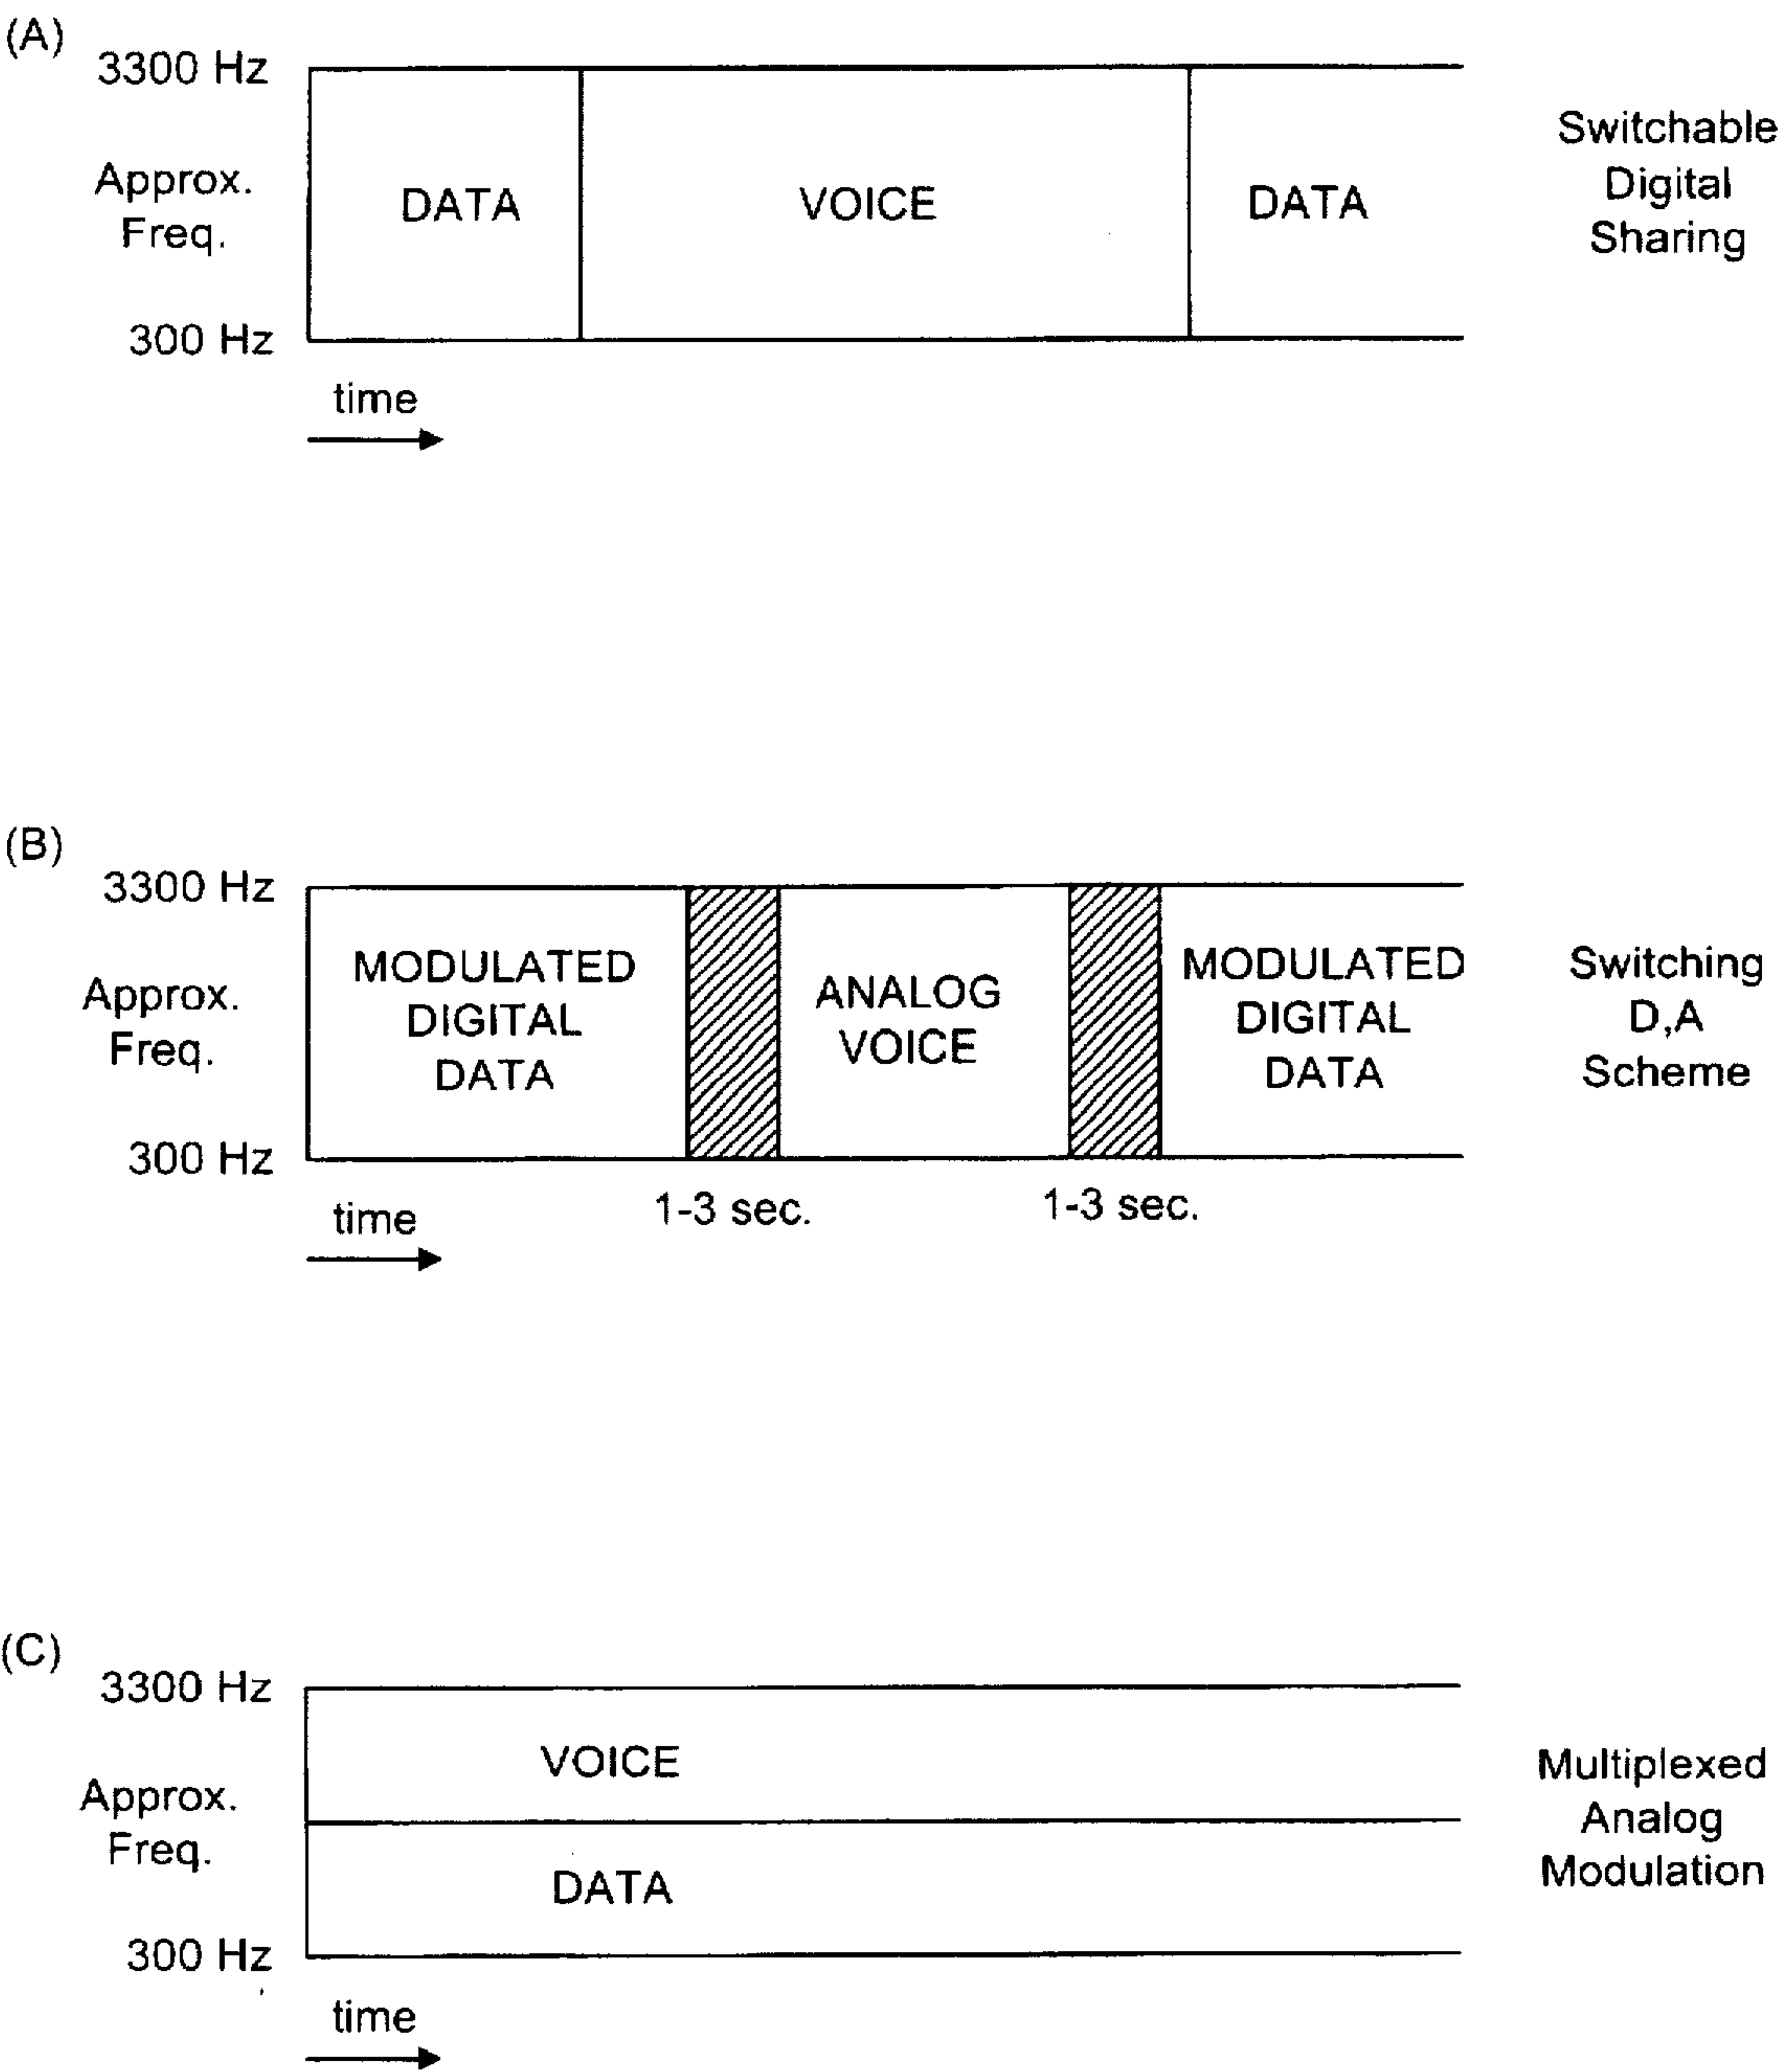 (A)
3300 Hz
Approx.
Freq.
300 Hz
DATA
VOICE
DATA
Switchable
Digital
Sharing
time
(B)
3300 Hz
Approx.
Freq.
300 Hz
MODULATED
DIGITAL
DATA
ANALOG
VOICE
MODULATED
DIGITAL
DATA
Switching
D,A
Scheme
1-3 sec.
1-3 sec.
time
(C)
3300 Hz
Approx.
Freq.
300 Hz
VOICE
DATA
Multiplexed
Analog
Modulation
time